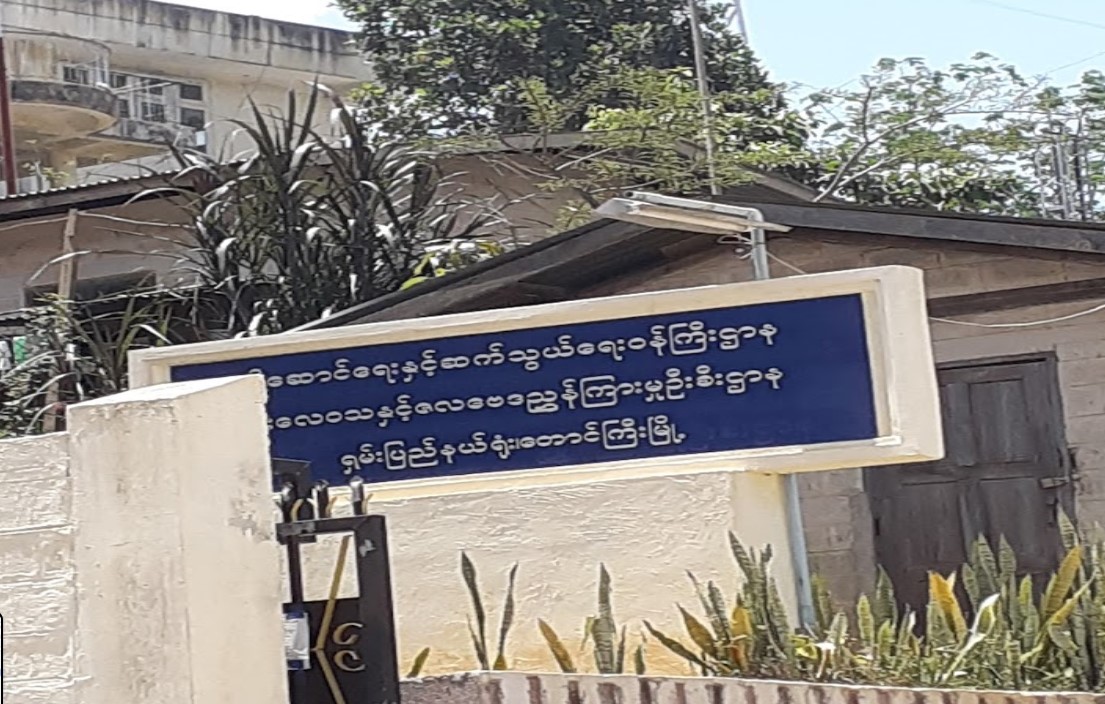 ဆောင်ရေးနှင့်ဆက်သွယ်ရေးဝန်ကြီးဌာန
လေဝသနှင့်ဇလဗေဒညွှန်ကြားမှုဦးစီးဌာန
ရှမ်းပြည်နယ်ရုံး၊တောင်ကြီးမြို့